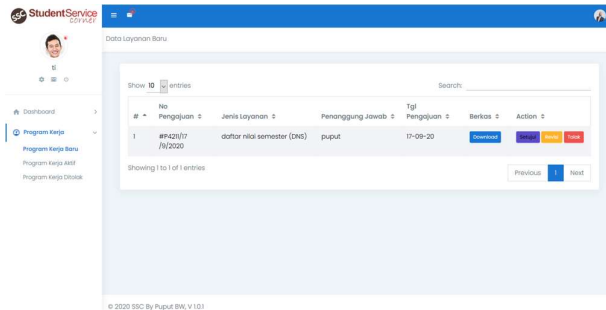 SSC StudentService corner
Data Layanan Baru
ti
Dashboard
Program Kerja
Program Kerja Baru
Program Kerja Aktif
Program Kerja Ditolak
Show 10 entries
Search:
# No Pengajuan Jenis Layanan Penanggung Jawab Tgl Pengajuan Berkas Action
1 #P4211/17 daftar nilai semester (DNS) puput 17-09-20 Download Setujui Revisi Tolak
/9/2020
Showing 1 to 1 of 1 entries
Previous 1 Next
© 2020 SSC By Puput BW, V 1.0.1